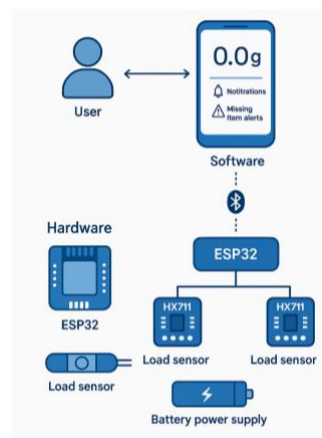 0.0g
Notitrations
Missing
Item alerts
User
Software
Hardware
ESP32
ESP32
HX711
HX711
Load sensor
Load sensor
Load sensor
Battery power supply